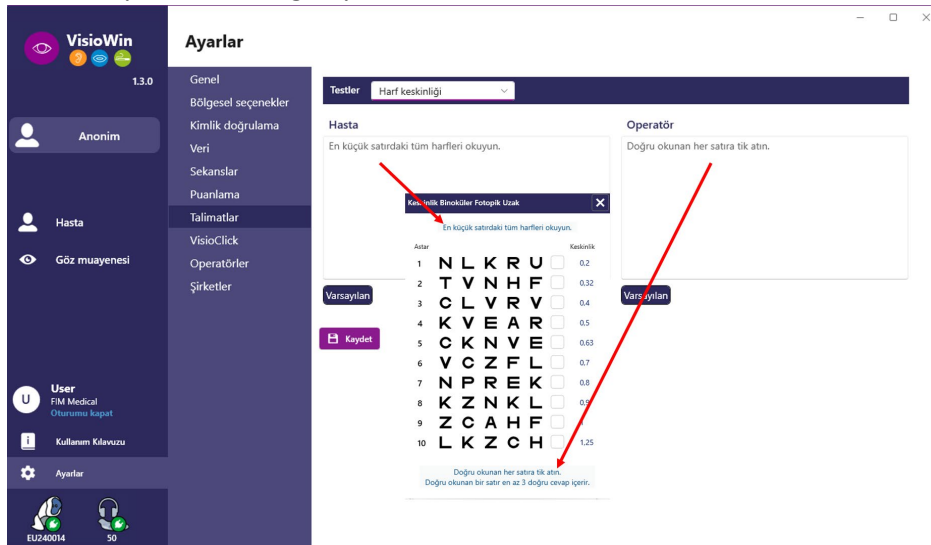 VisioWin
1.3.0
Anonim
Hasta
Göz muayenesi
U
User
FIM Medical
Oturumu kapat
i
Kullanım Kılavuzu
Ayarlar
EU240014
50
Ayarlar
Genel
Bölgesel seçenekler
Kimlik doğrulama
Veri
Sekanslar
Puanlama
Talimatlar
VisioClick
Operatörler
Şirketler
Testler
Harf keskinliği
Hasta
En küçük satırdaki tüm harfleri okuyun.
Varsayılan
Kaydet
Keskinlik Binoküler Fotopik Uzak
En küçük satırdaki tüm harfleri okuyun.
Astar Keskinlik
1 N L K R U 0.2
2 T V N H F 0.32
3 C L V R V 0.4
4 K V E A R 0.5
5 C K N V E 0.63
6 V C Z F L 0.7
7 N P R E K 0.8
8 K Z N K L 0.9
9 Z C A H F
10 L K Z C H 1.25
Doğru okunan her satıra tik atın.
Doğru okunan bir satır en az 3 doğru cevap içerir.
Operatör
Doğru okunan her satıra tik atın.
Varsayılan